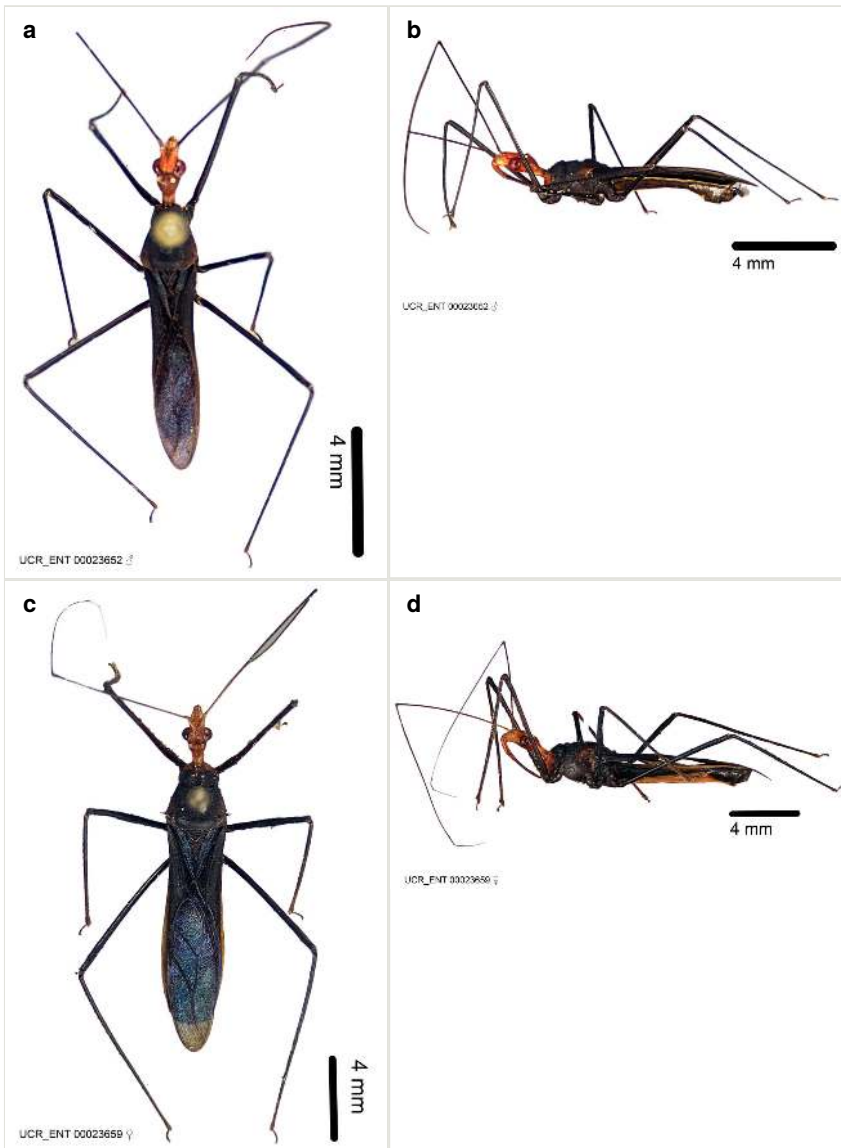 a
4 mm
UCR_ENT 00023652 ♂
b
4 mm
UCR_ENT 00023652 ♂
c
4 mm
UCR_ENT 00023659 ♀
d
4 mm
UCR_ENT 00023659 ♀